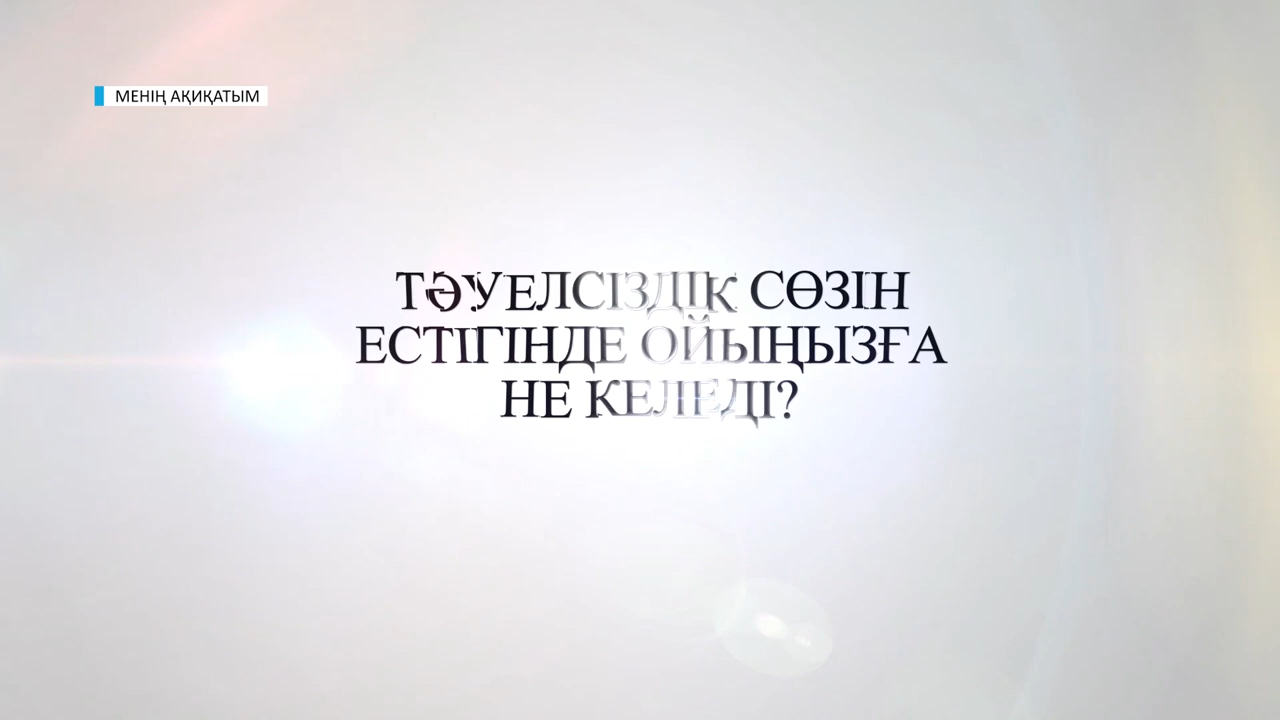 МЕНІҢ АҚИҚАТЫМ
ТӘУЕЛСІЗДІК СӨЗІН
ЕСТІГІНДЕ ОЙЫҢЫЗҒА
НЕ КЕЛЕДІ?